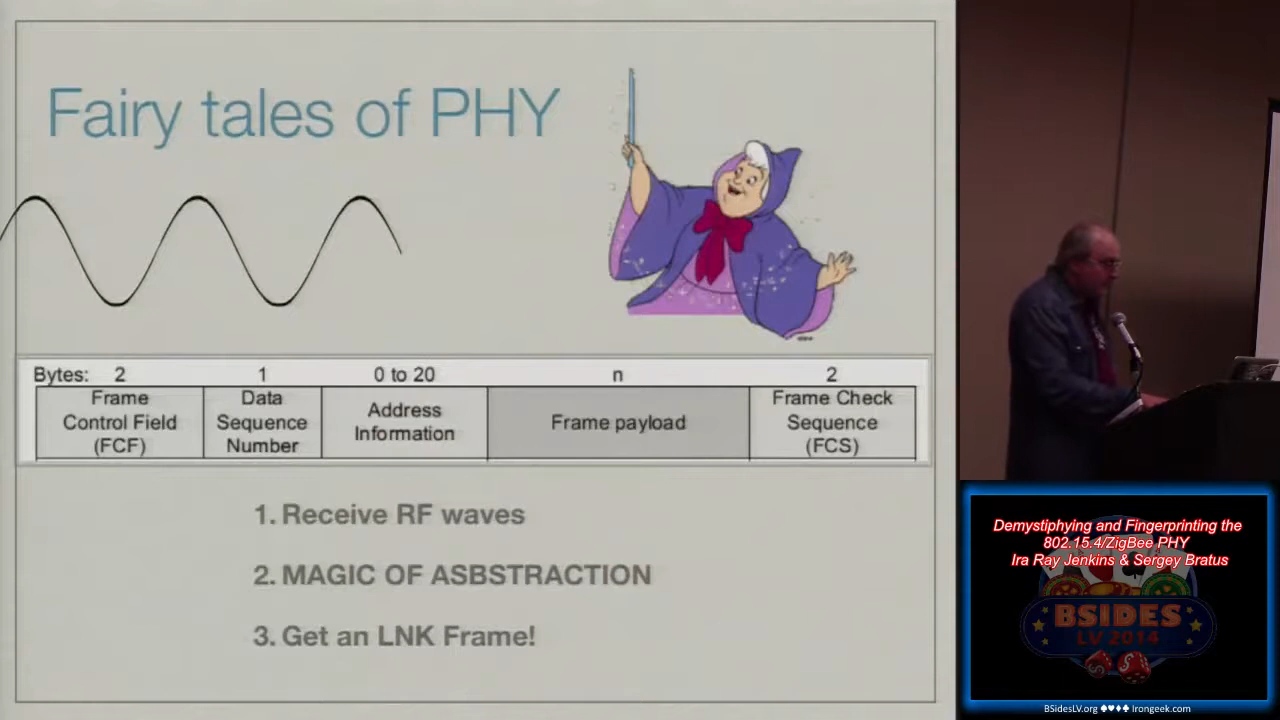 Fairy tales of PHY
Bytes: 2 1 0 to 20 n 2
Frame Control Field (FCF)
Data Sequence Number
Address Information
Frame payload
Frame Check Sequence (FCS)
1. Receive RF waves
2. MAGIC OF ASBSTRACTION
3. Get an LNK Frame!
Demystiphying and Fingerprinting the
802.15.4/ZigBee PHY
Ira Ray Jenkins & Sergey Bratus
BSIDES
LV 2014
BSidesLV.org ♠♥♦♣ Irongeek.com